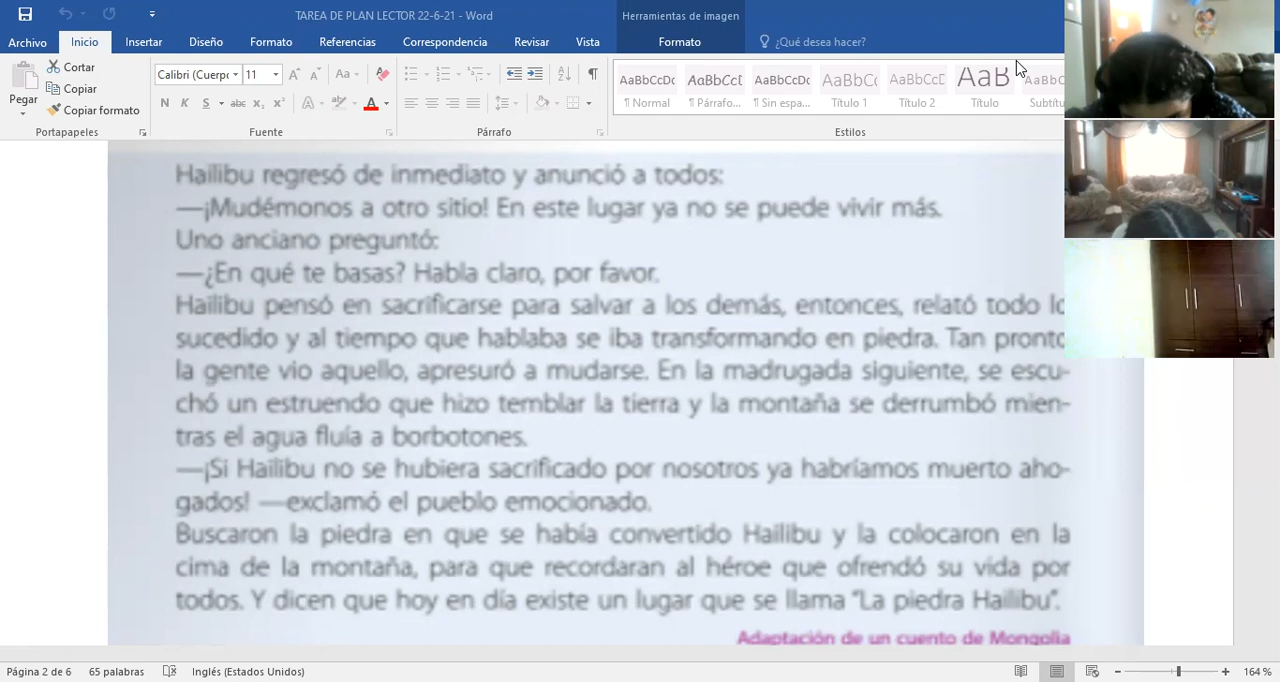 TAREA DE PLAN LECTOR 22-6-21 - Word
Herramientas de imagen
Archivo Inicio Insertar Diseño Formato Referencias Correspondencia Revisar Vista Formato ¿Qué desea hacer?
Pegar
Cortar
Copiar
Copiar formato
Portapapeles
Calibri (Cuerpo 11
N K S abc x₂ x²
Fuente
Párrafo
AaBbCcDc AaBbCcL AaBbCcDc AaBbC AaBbCcD AaB AaBbC
¶ Normal ¶ Párrafo... ¶ Sin espa... Título 1 Título 2 Título Subtítu
Estilos
Hailibu regresó de inmediato y anunció a todos:
—¡Mudémonos a otro sitio! En este lugar ya no se puede vivir más.
Uno anciano preguntó:
—¿En qué te basas? Habla claro, por favor.
Hailibu pensó en sacrificarse para salvar a los demás, entonces, relató todo lo
sucedido y al tiempo que hablaba se iba transformando en piedra. Tan pronto
la gente vio aquello, apresuró a mudarse. En la madrugada siguiente, se escu-
chó un estruendo que hizo temblar la tierra y la montaña se derrumbó mien-
tras el agua fluía a borbotones.
—¡Si Hailibu no se hubiera sacrificado por nosotros ya habríamos muerto aho-
gados! —exclamó el pueblo emocionado.
Buscaron la piedra en que se había convertido Hailibu y la colocaron en la
cima de la montaña, para que recordaran al héroe que ofrendó su vida por
todos. Y dicen que hoy en día existe un lugar que se llama "La piedra Hailibu".
Adaptación de un cuento de Mongolia
Página 2 de 6 65 palabras Inglés (Estados Unidos) 164 %